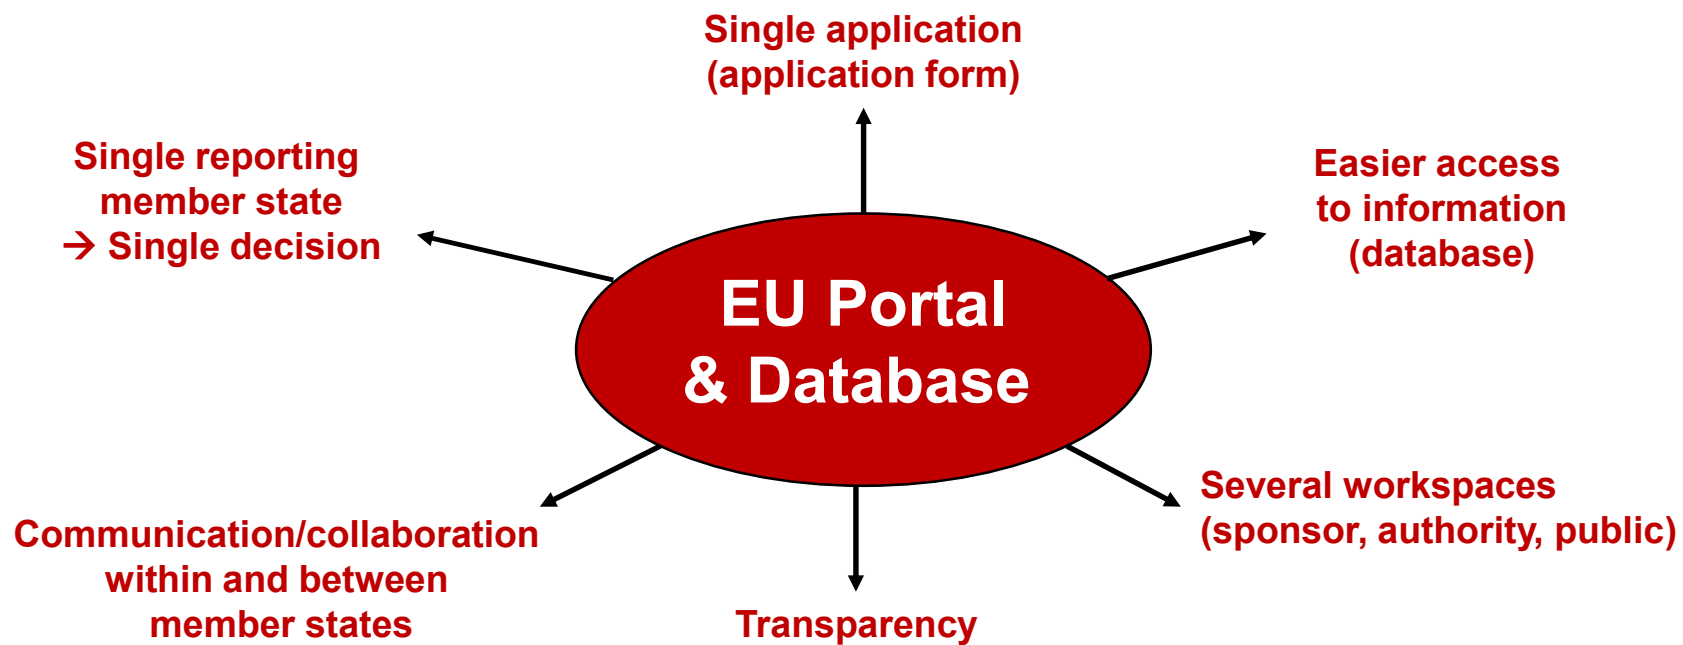 Single application
(application form)
Single reporting
member state
→ Single decision
Easier access
to information
(database)
EU Portal
& Database
Communication/collaboration
within and between
member states
Transparency
Several workspaces
(sponsor, authority, public)